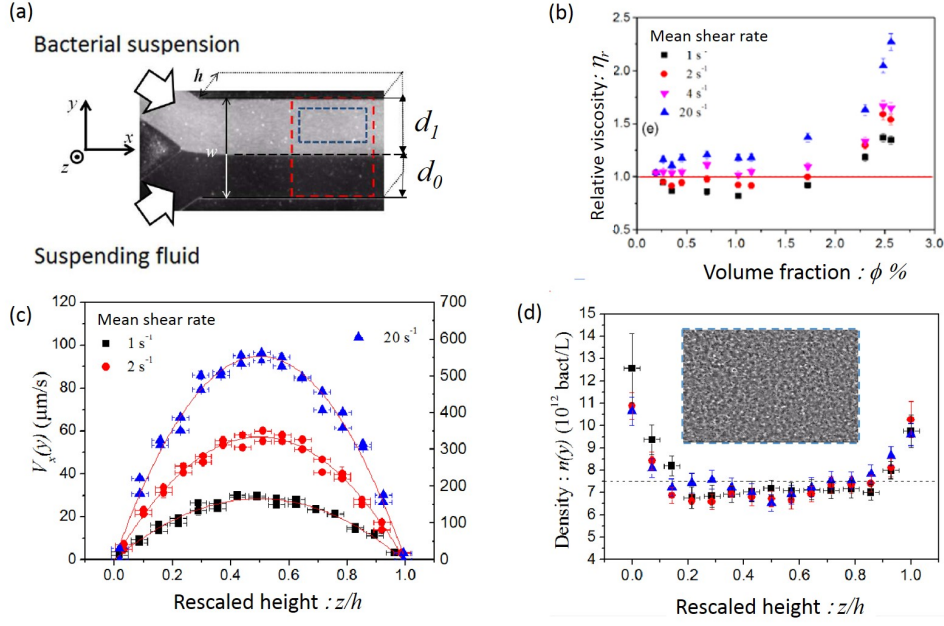 (a)
Bacterial suspension
h
y
x
z
w
d1
d0
Suspending fluid
(b)
Relative viscosity: ηr
2.5
2.0
1.5
1.0
0.5
Mean shear rate
1 s-1
2 s-1
4 s-1
20 s-1
(e)
0.0 0.5 1.0 1.5 2.0 2.5 3.0
Volume fraction : ϕ %
(c)
Vx(y) (μm/s)
120
100
80
60
40
20
0
Mean shear rate
1 s-1
2 s-1
20 s-1
700
600
500
400
300
200
100
0
0.0 0.2 0.4 0.6 0.8 1.0
Rescaled height : z/h
(d)
Density : n(y) (10^12 bact/L)
15
14
13
12
11
10
9
8
7
6
5
4
0.0 0.2 0.4 0.6 0.8 1.0
Rescaled height : z/h